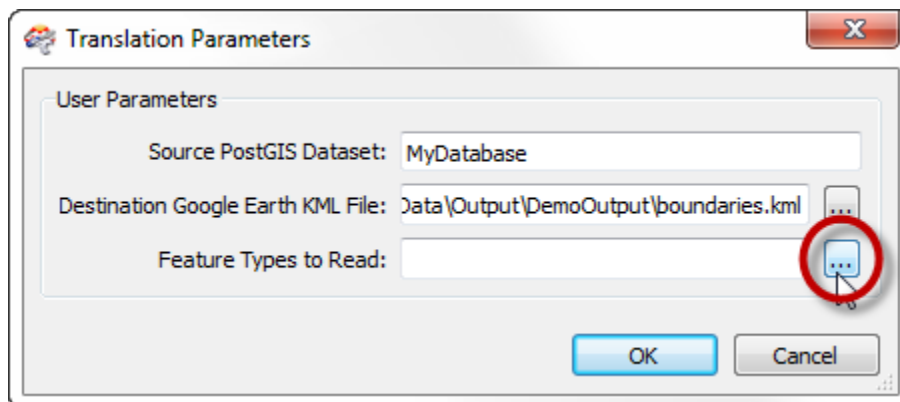 Translation Parameters
User Parameters
Source PostGIS Dataset: MyDatabase
Destination Google Earth KML File: Data\Output\DemoOutput\boundaries.kml ...
Feature Types to Read: ...
OK Cancel